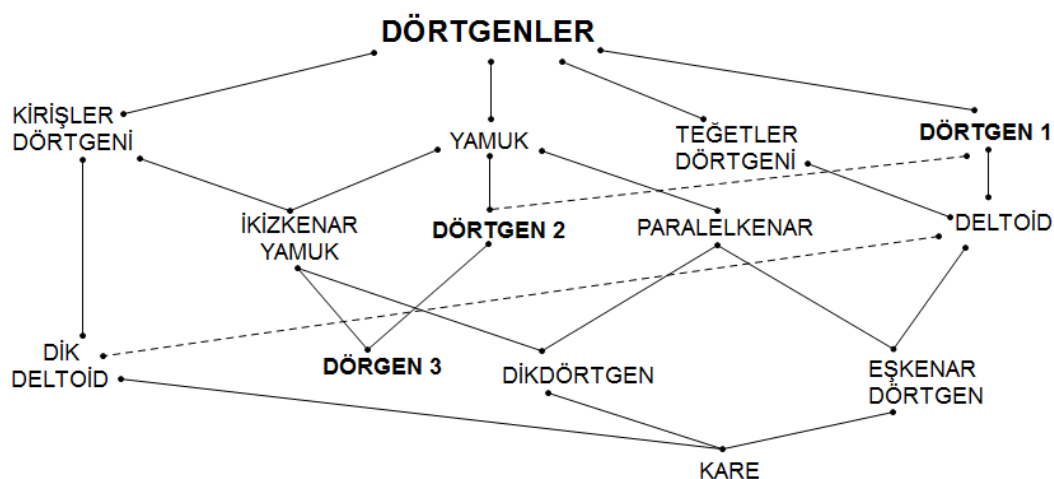 DÖRTGENLER
KİRİŞLER
DÖRTGENİ
YAMUK
TEĞETLER
DÖRTGENİ
DÖRTGEN 1
İKİZKENAR
YAMUK
DÖRTGEN 2
PARALELKENAR
DELTOİD
DİK
DELTOİD
DÖRGEN 3
DİKDÖRTGEN
EŞKENAR
DÖRTGEN
KARE